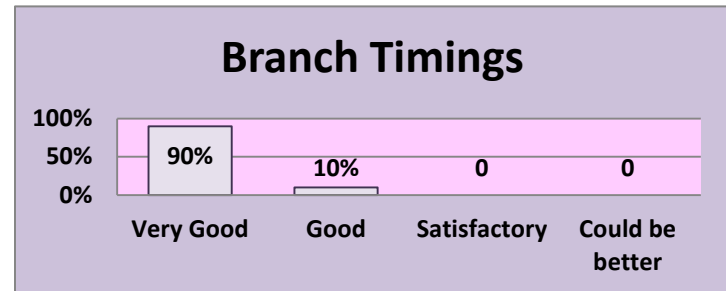 Branch Timings
100%
50%
0%
90%
10%
0
0
Very Good
Good
Satisfactory
Could be
better